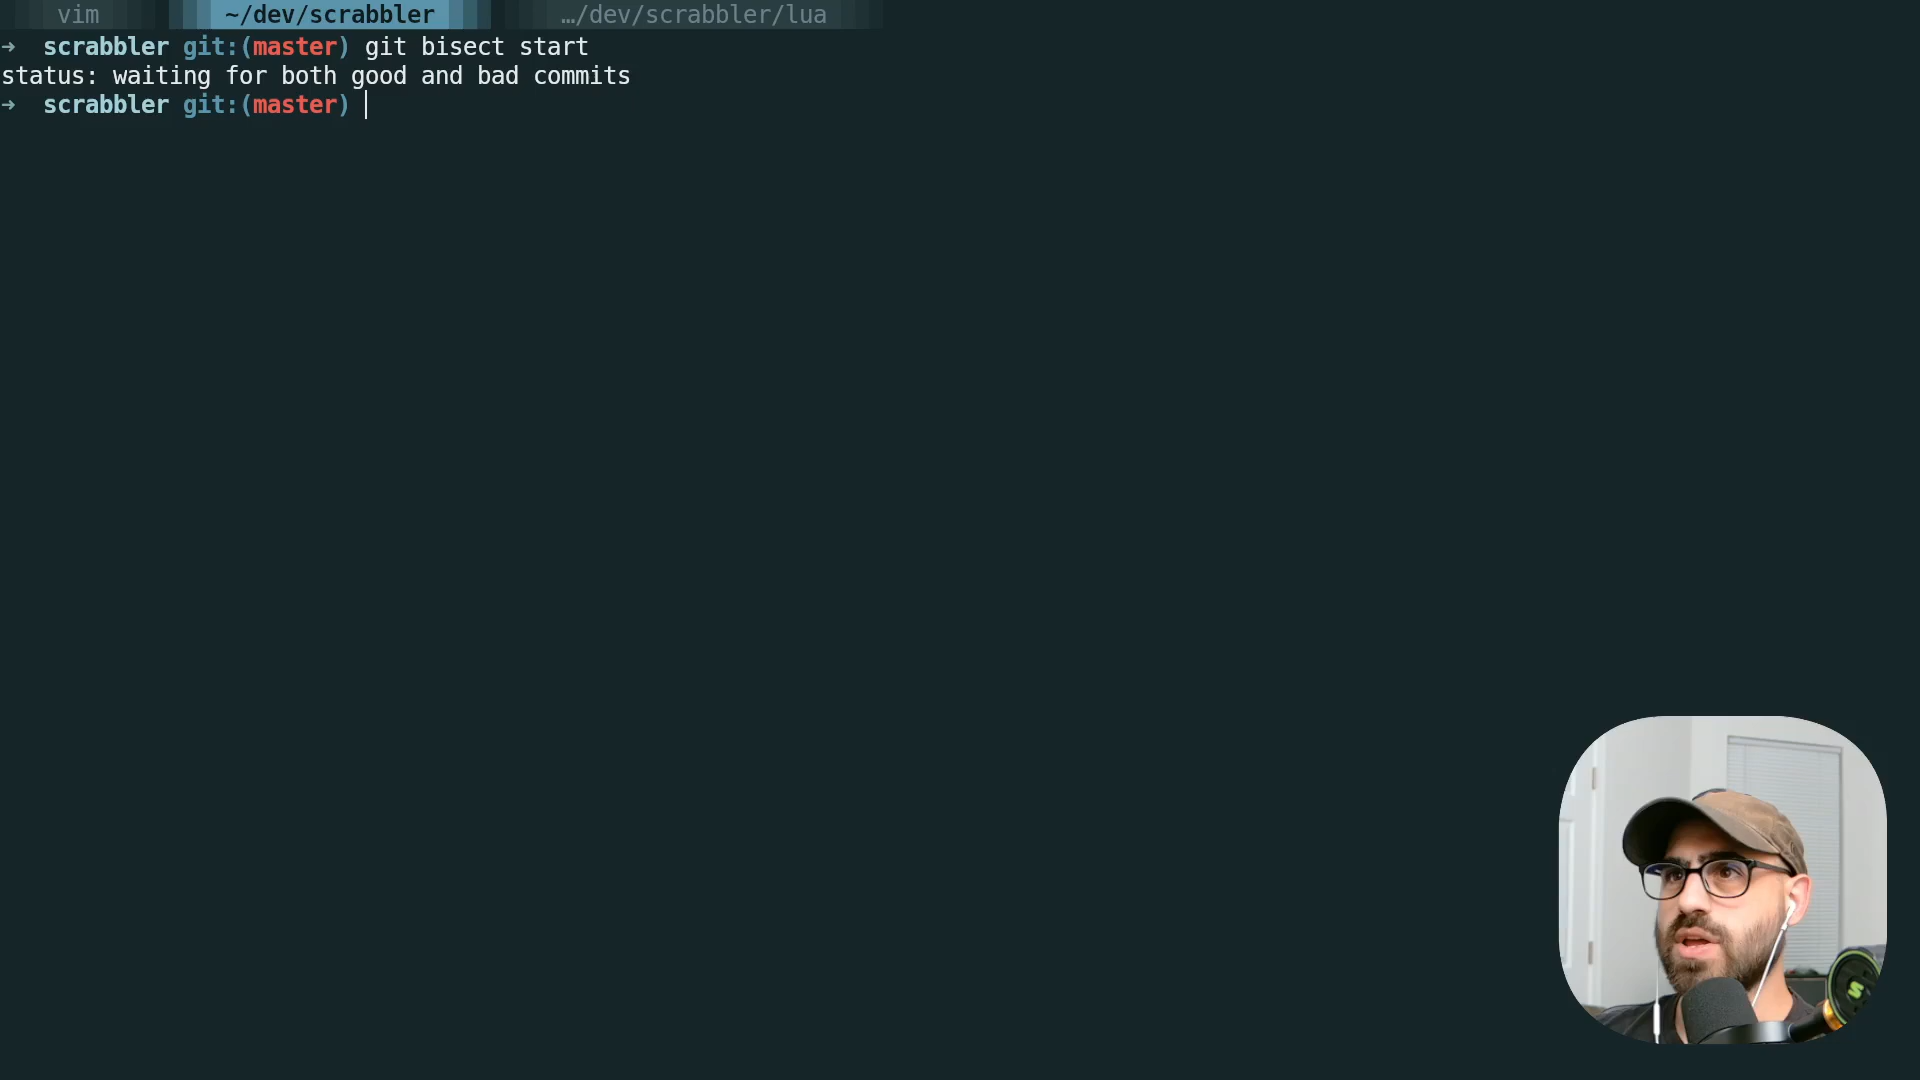 vim ~/dev/scrabbler …/dev/scrabbler/lua
➜ scrabbler git:(master) git bisect start
status: waiting for both good and bad commits
➜ scrabbler git:(master)